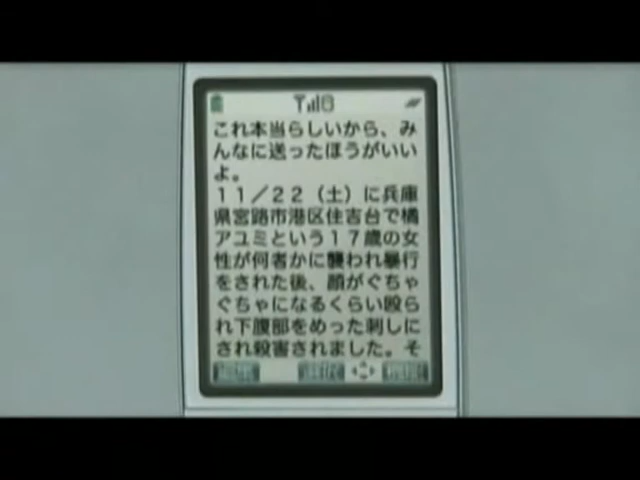 これ本当らしいから、み
んなに送ったほうがいい
よ。
１１／２２（土）に兵庫
県宮路市港区住吉台で橘
アユミという１７歳の女
性が何者かに襲われ暴行
をされた後、顔がぐちゃ
ぐちゃになるくらい殴ら
れ下腹部をめった刺しに
され殺害されました。そ